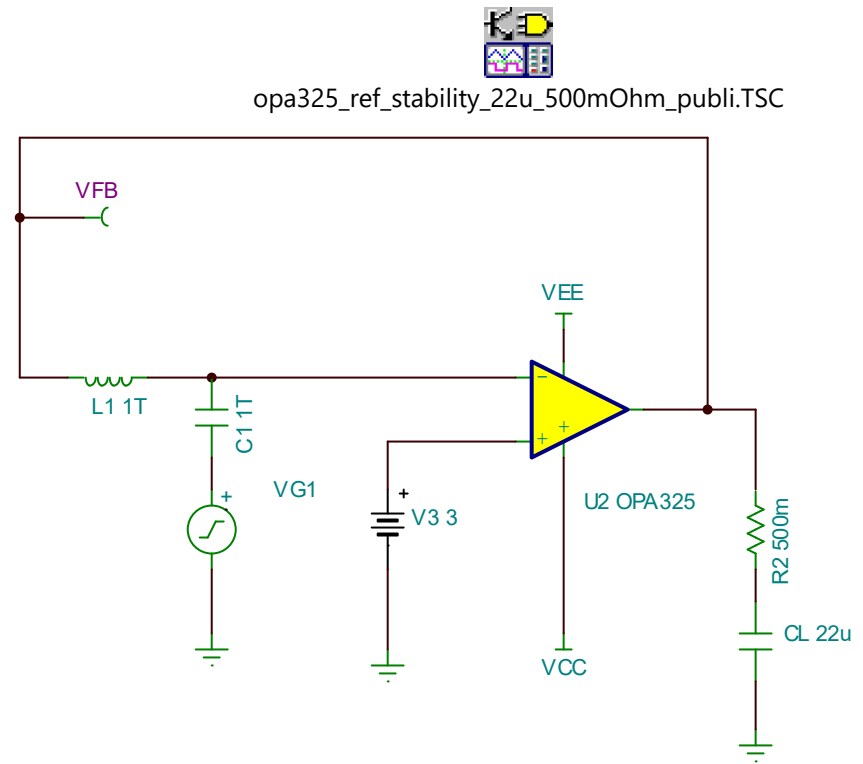 opa325_ref_stability_22u_500mOhm_publi.TSC
VFB
VEE
L1 1T
C1 1T
VG1
V3 3
U2 OPA325
R2 500m
CL 22u
VCC